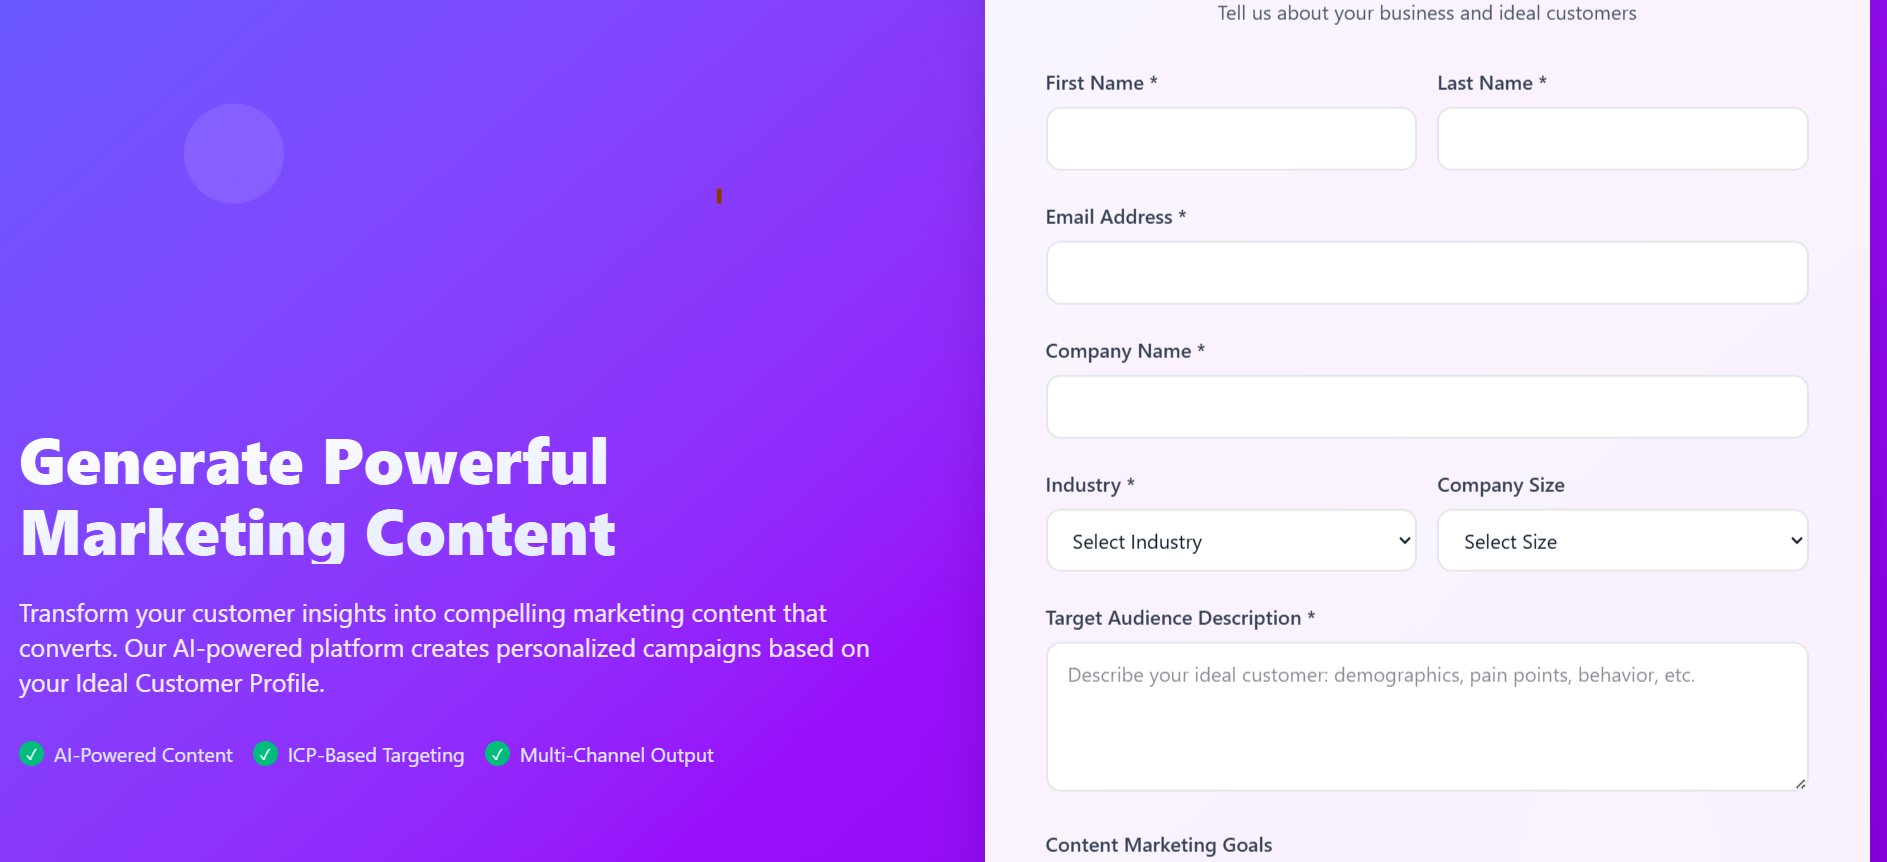 Generate Powerful
Marketing Content
Transform your customer insights into compelling marketing content that
converts. Our AI-powered platform creates personalized campaigns based on
your Ideal Customer Profile.
AI-Powered Content
ICP-Based Targeting
Multi-Channel Output
Tell us about your business and ideal customers
First Name *
Last Name *
Email Address *
Company Name *
Industry *
Company Size
Select Industry
Select Size
Target Audience Description *
Describe your ideal customer: demographics, pain points, behavior, etc.
Content Marketing Goals